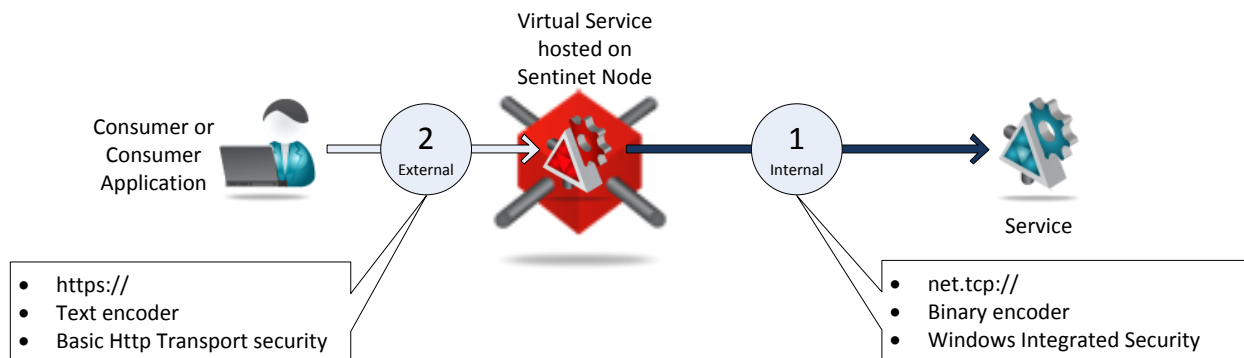 Virtual Service
hosted on
Sentinet Node
Consumer or
Consumer
Application
2
External
1
Internal
Service
• https://
• Text encoder
• Basic Http Transport security
• net.tcp://
• Binary encoder
• Windows Integrated Security